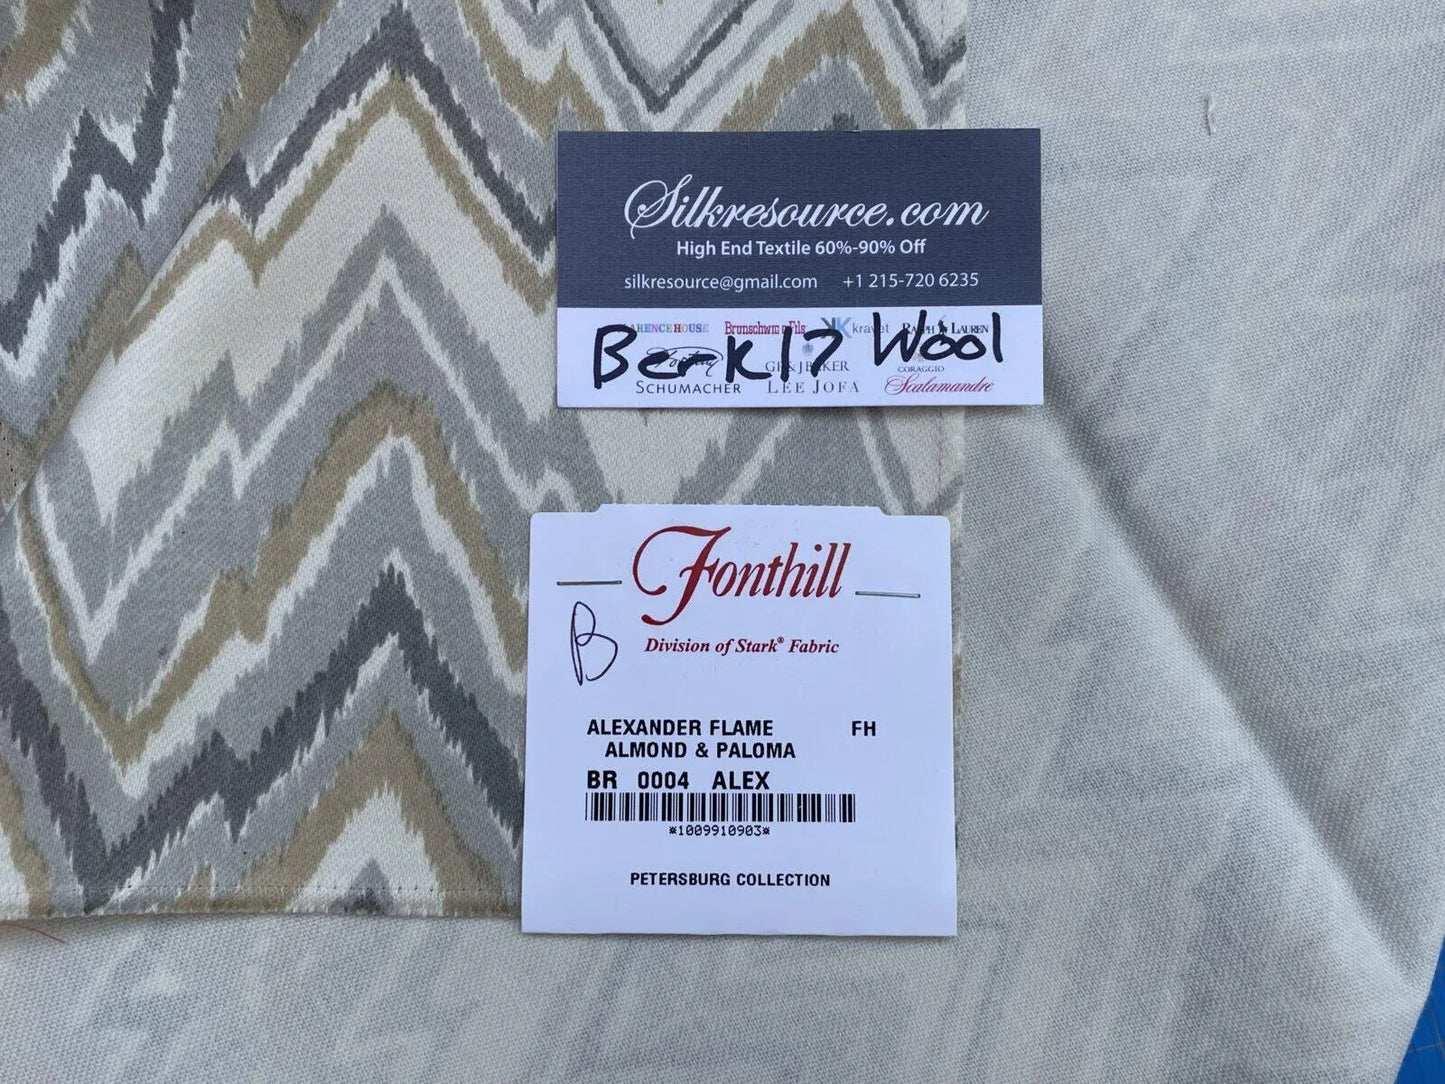 Silkresource.com
High End Textile 60%-90% Off
silkresource@gmail.com +1 215-720 6235
ARENCE HOUSE Brunschwig & Fils kravet RALPH LAUREN
Berk17 Wool
CORAGGIO
SCHUMACHER LEE JOFA Scalamandre
Fonthill
B
Division of Stark® Fabric
ALEXANDER FLAME FH
ALMOND & PALOMA
BR 0004 ALEX
*1009910903*
PETERSBURG COLLECTION